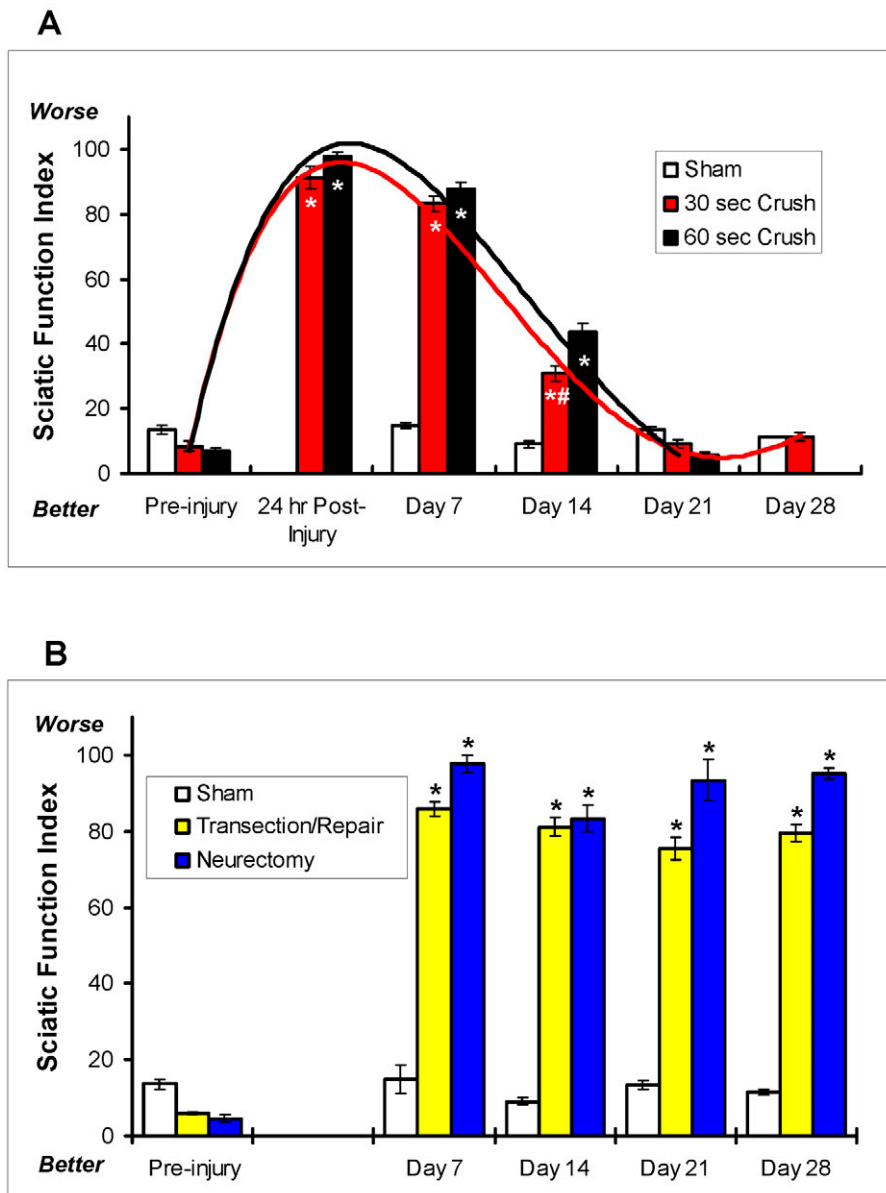 A
Worse
Sciatic Function Index
100
80
60
40
20
0
Better
Sham
30 sec Crush
60 sec Crush
*
*
*
*
*#
*
Pre-injury
24 hr Post-
Injury
Day 7
Day 14
Day 21
Day 28
B
Worse
Sciatic Function Index
100
80
60
40
20
0
Better
Sham
Transection/Repair
Neurectomy
*
*
*
*
*
*
*
*
Pre-injury
Day 7
Day 14
Day 21
Day 28